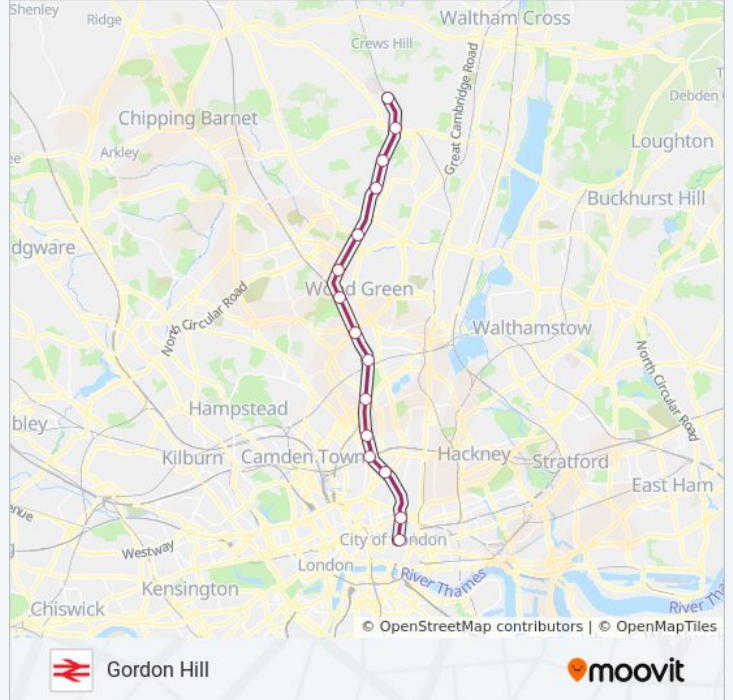 Shenley
Ridge
Waltham Cross
Crews Hill
Great Cambridge Road
Debden
Chipping Barnet
Loughton
Arkley
Buckhurst Hill
dgware
Wood Green
North Circular Road
Walthamstow
North Circular Road
Hampstead
bley
Kilburn
Camden Town
Hackney
Stratford
East Ham
enue
City of London
Westway
London
River Thames
Kensington
River Tha
Chiswick
© OpenStreetMap contributors | © OpenMapTiles
Gordon Hill
moovit